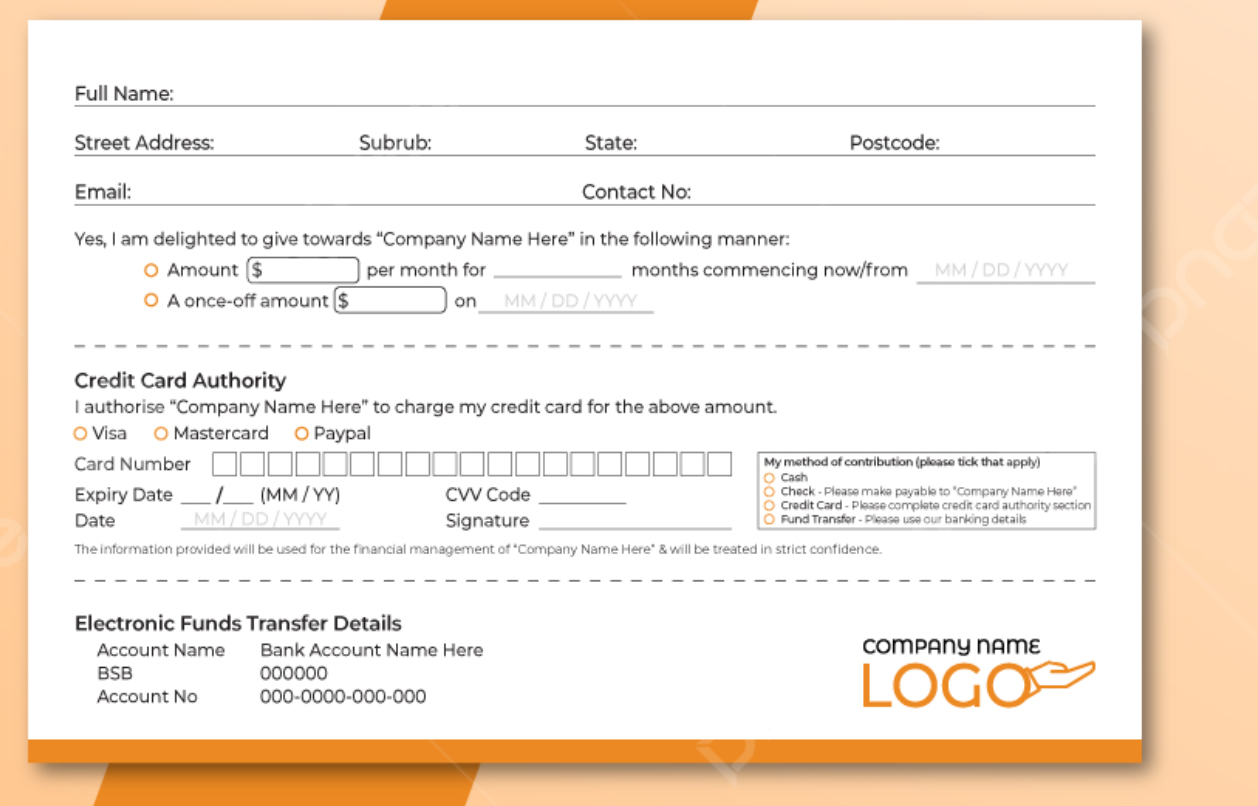 Full Name:
Street Address: Subrub: State: Postcode:
Email: Contact No:
Yes, I am delighted to give towards “Company Name Here” in the following manner:
Amount $ per month for ____ months commencing now/from MM / DD / YYYY
A once-off amount $ on MM / DD / YYYY
Credit Card Authority
I authorise “Company Name Here” to charge my credit card for the above amount.
Visa Mastercard Paypal
Card Number
Expiry Date ___ /___ (MM / YY) CVV Code ____
Date MM / DD / YYYY Signature ____
My method of contribution (please tick that apply)
Cash
Check - Please make payable to “Company Name Here”
Credit Card - Please complete credit card authority section
Fund Transfer - Please use our banking details
The information provided will be used for the financial management of “Company Name Here” & will be treated in strict confidence.
Electronic Funds Transfer Details
Account Name Bank Account Name Here
BSB 000000
Account No 000-0000-000-000
COMPANY NAME
LOGO